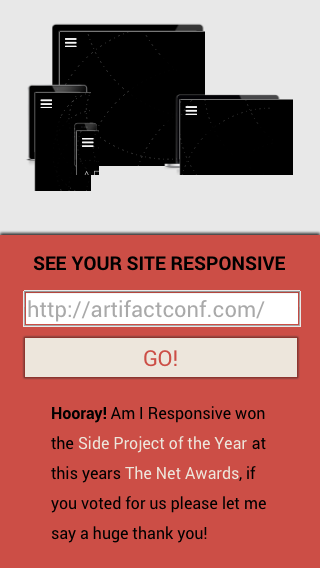 SEE YOUR SITE RESPONSIVE
http://artifactconf.com/
GO!
Hooray! Am I Responsive won
the Side Project of the Year at
this years The Net Awards, if
you voted for us please let me
say a huge thank you!